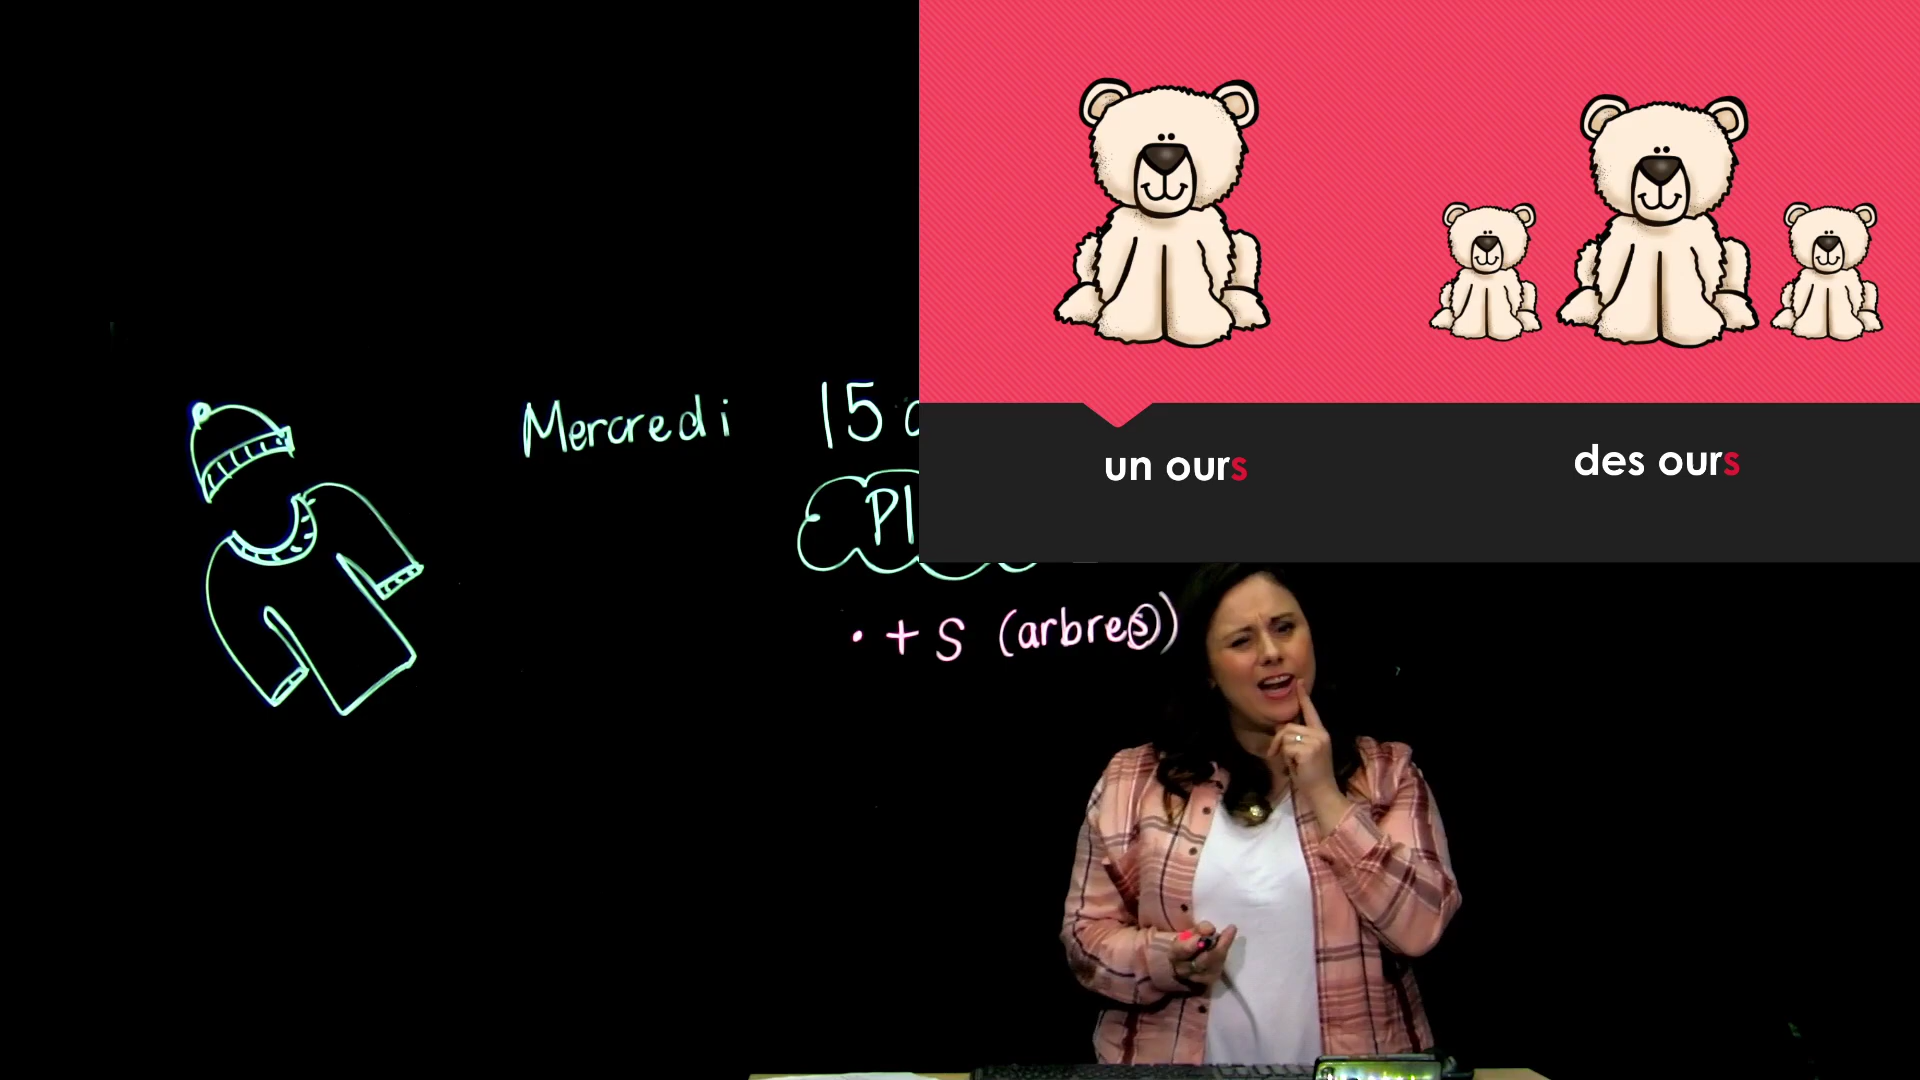 un ours
des ours
Mercredi 15
Pl
• + s (arbres)